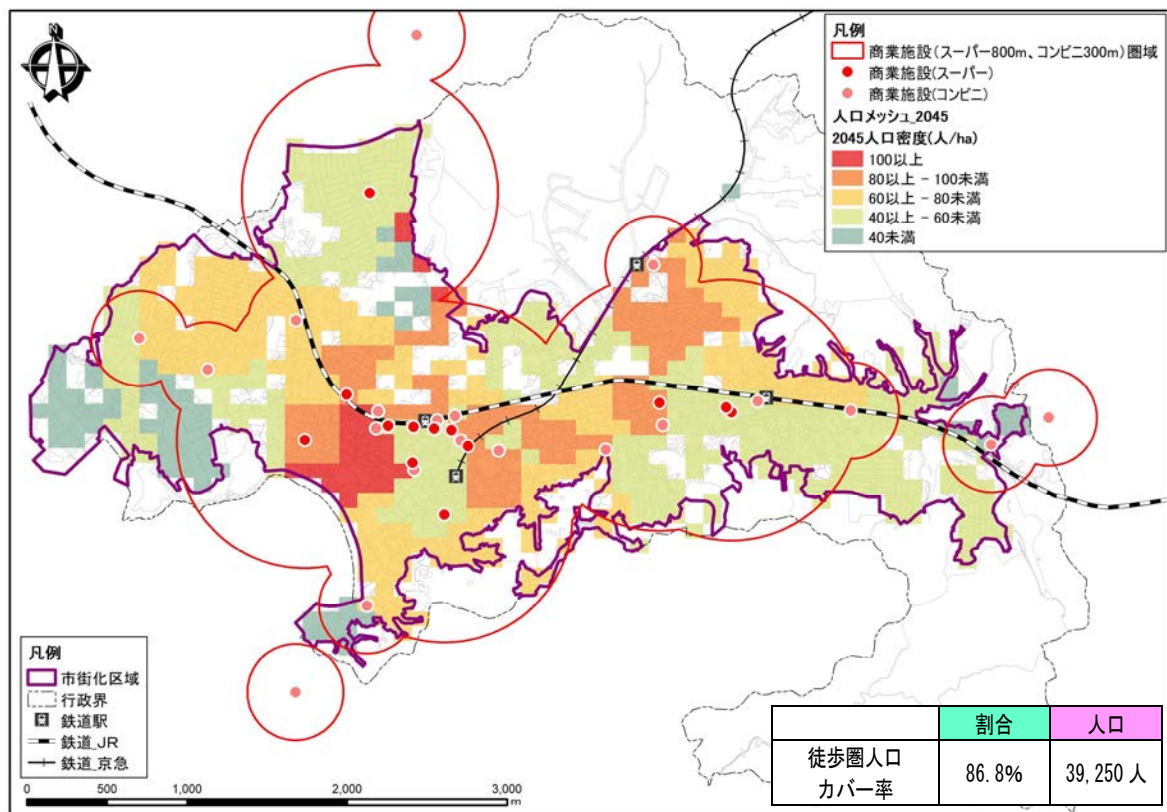 凡例
商業施設(スーパー800m、コンビニ300m)圏域
商業施設(スーパー)
商業施設(コンビニ)
人口メッシュ_2045
2045人口密度(人/ha)
100以上
80以上 - 100未満
60以上 - 80未満
40以上 - 60未満
40未満
凡例
市街化区域
行政界
鉄道駅
鉄道_JR
鉄道_京急
0 500 1,000 2,000 3,000
m
割合 人口
徒歩圏人口
カバー率
86.8% 39,250 人